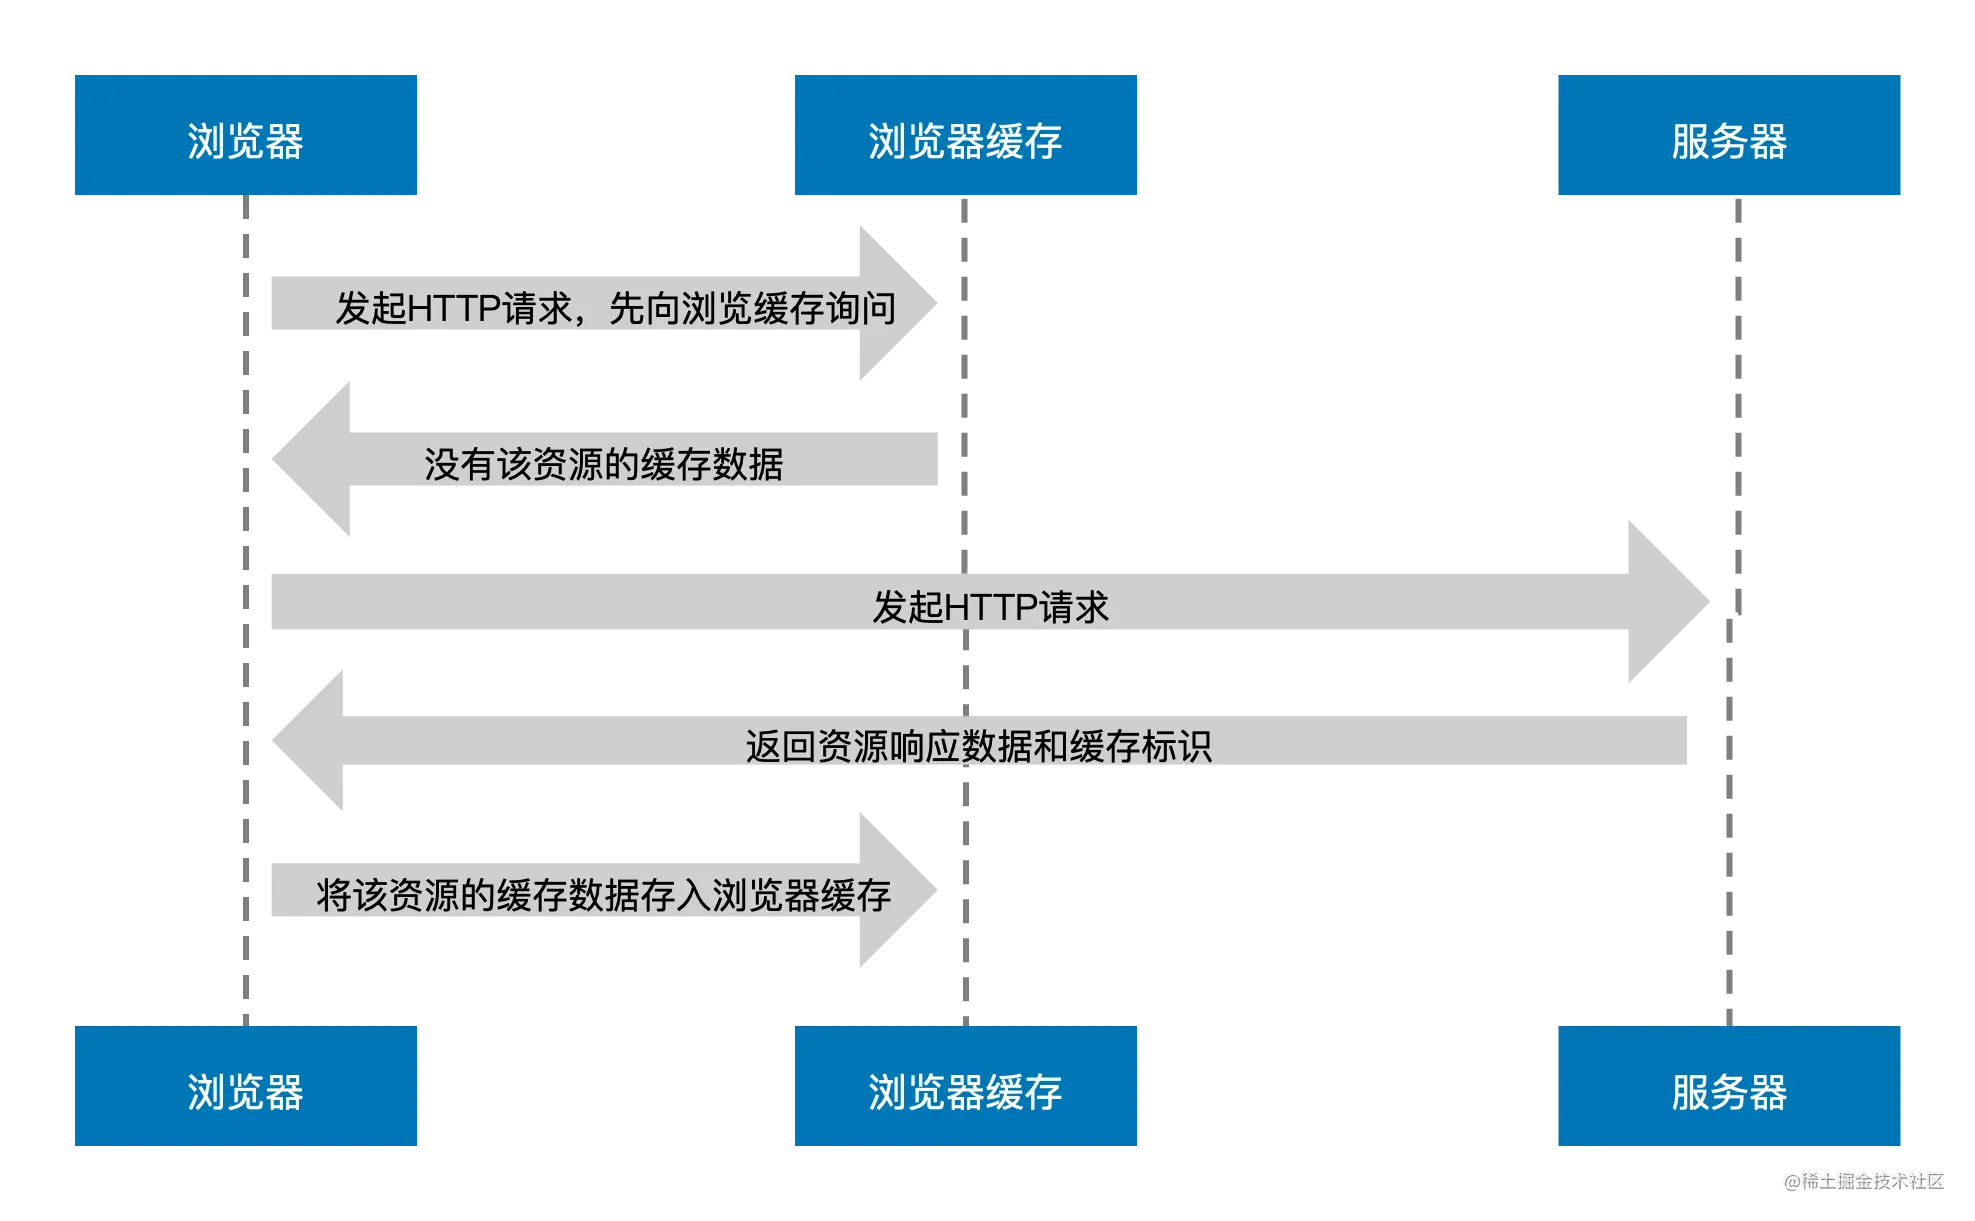 浏览器
浏览器缓存
服务器
发起HTTP请求，先向浏览缓存询问
没有该资源的缓存数据
发起HTTP请求
返回资源响应数据和缓存标识
将该资源的缓存数据存入浏览器缓存
浏览器
浏览器缓存
服务器
@稀土掘金技术社区